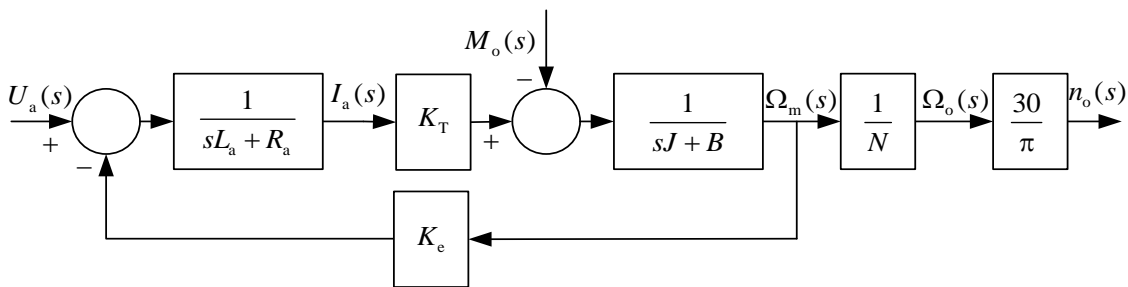 M_o(s)
−
U_a(s)
+
−
1
sL_a + R_a
I_a(s)
K_T
+
1
sJ + B
Ω_m(s)
1
N
Ω_o(s)
30
π
n_o(s)
K_e